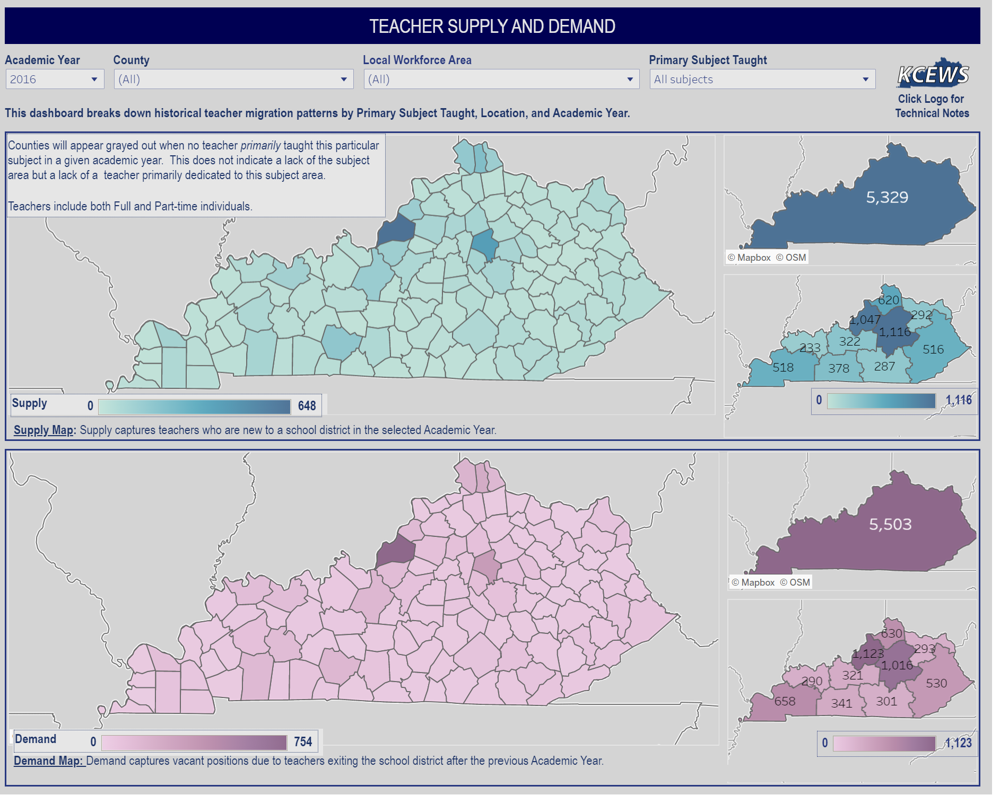 TEACHER SUPPLY AND DEMAND
Academic Year
County
Local Workforce Area
Primary Subject Taught
2016
(All)
(All)
All subjects
KCEWS
Click Logo for
Technical Notes
This dashboard breaks down historical teacher migration patterns by Primary Subject Taught, Location, and Academic Year.
Counties will appear grayed out when no teacher primarily taught this particular
subject in a given academic year.  This does not indicate a lack of the subject
area but a lack of a  teacher primarily dedicated to this subject area.
Teachers include both Full and Part-time individuals.
5,329
© Mapbox © OSM
620
1,047
292
1,116
322
233
516
518
378
287
0
1,116
Supply
0
648
Supply Map: Supply captures teachers who are new to a school district in the selected Academic Year.
5,503
© Mapbox © OSM
630
1,123
293
1,016
321
290
530
658
341
301
0
1,123
Demand
0
754
Demand Map: Demand captures vacant positions due to teachers exiting the school district after the previous Academic Year.